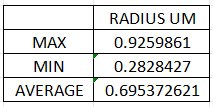 RADIUS UM
MAX 0.9259861
MIN 0.2828427
AVERAGE 0.695372621